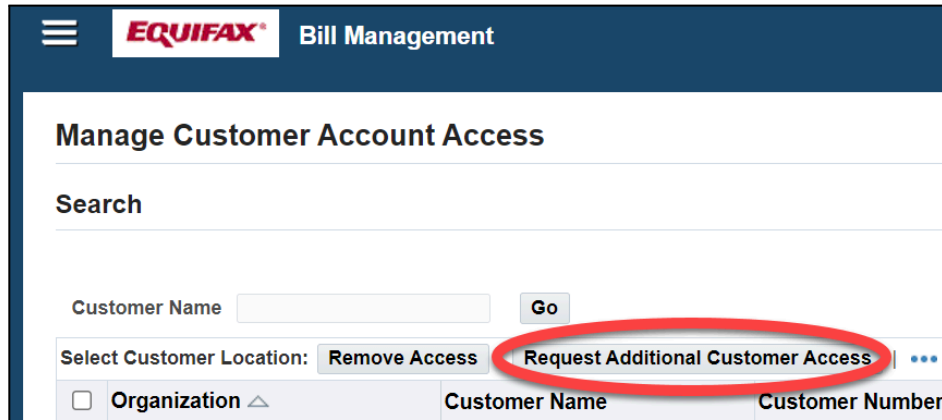 EQUIFAX® Bill Management
Manage Customer Account Access
Search
Customer Name Go
Select Customer Location: Remove Access Request Additional Customer Access
Organization Customer Name Customer Number